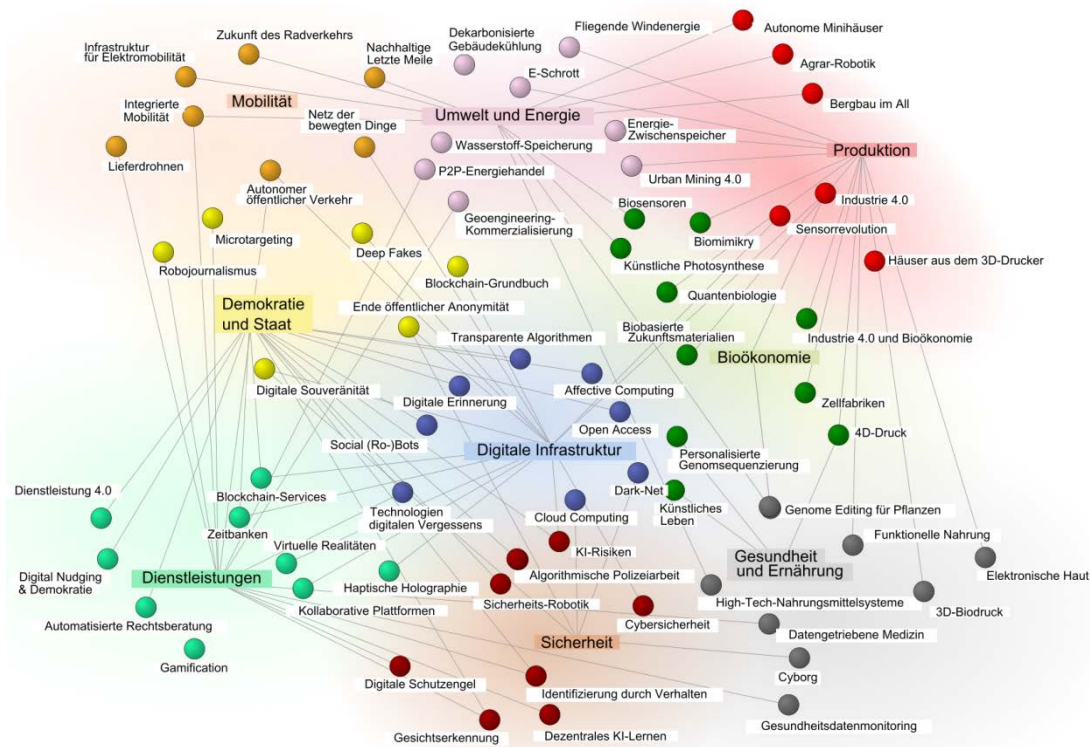 Zukunft des Radverkehrs
Infrastruktur
für Elektromobilität
Nachhaltige
Letzte Meile
Dekarbonisierte
Gebäudekühlung
Fliegende Windenergie
Autonome Minihäuser
Agrar-Robotik
E-Schrott
Bergbau im All
Mobilität
Integrierte
Mobilität
Netz der
bewegten Dinge
Umwelt und Energie
Energie-
Zwischenspeicher
Wasserstoff-Speicherung
Produktion
Lieferdrohnen
P2P-Energiehandel
Urban Mining 4.0
Autonomer
öffentlicher Verkehr
Biosensoren
Industrie 4.0
Geoengineering-
Kommerzialisierung
Biomimikry
Sensorrevolution
Microtargeting
Deep Fakes
Robojournalismus
Künstliche Photosynthese
Häuser aus dem 3D-Drucker
Blockchain-Grundbuch
Quantenbiologie
Demokratie
und Staat
Ende öffentlicher Anonymität
Transparente Algorithmen
Biobasierte
Zukunftsmaterialien
Industrie 4.0 und Bioökonomie
Bioökonomie
Digitale Souveränität
Digitale Erinnerung
Affective Computing
Zellfabriken
Open Access
4D-Druck
Social (Ro-)Bots
Digitale Infrastruktur
Personalisierte
Genomsequenzierung
Dienstleistung 4.0
Blockchain-Services
Dark-Net
Technologien
digitalen Vergessens
Cloud Computing
Künstliches
Leben
Genome Editing für Pflanzen
Zeitbanken
Virtuelle Realitäten
KI-Risiken
Gesundheit
und Ernährung
Funktionelle Nahrung
Digital Nudging
& Demokratie
Dienstleistungen
Haptische Holographie
Algorithmische Polizeiarbeit
Elektronische Haut
Kollaborative Plattformen
Sicherheits-Robotik
High-Tech-Nahrungsmittelsysteme
3D-Biodruck
Automatisierte Rechtsberatung
Cybersicherheit
Datengetriebene Medizin
Sicherheit
Gamification
Cyborg
Digitale Schutzengel
Identifizierung durch Verhalten
Gesundheitsdatenmonitoring
Gesichtserkennung
Dezentrales KI-Lernen